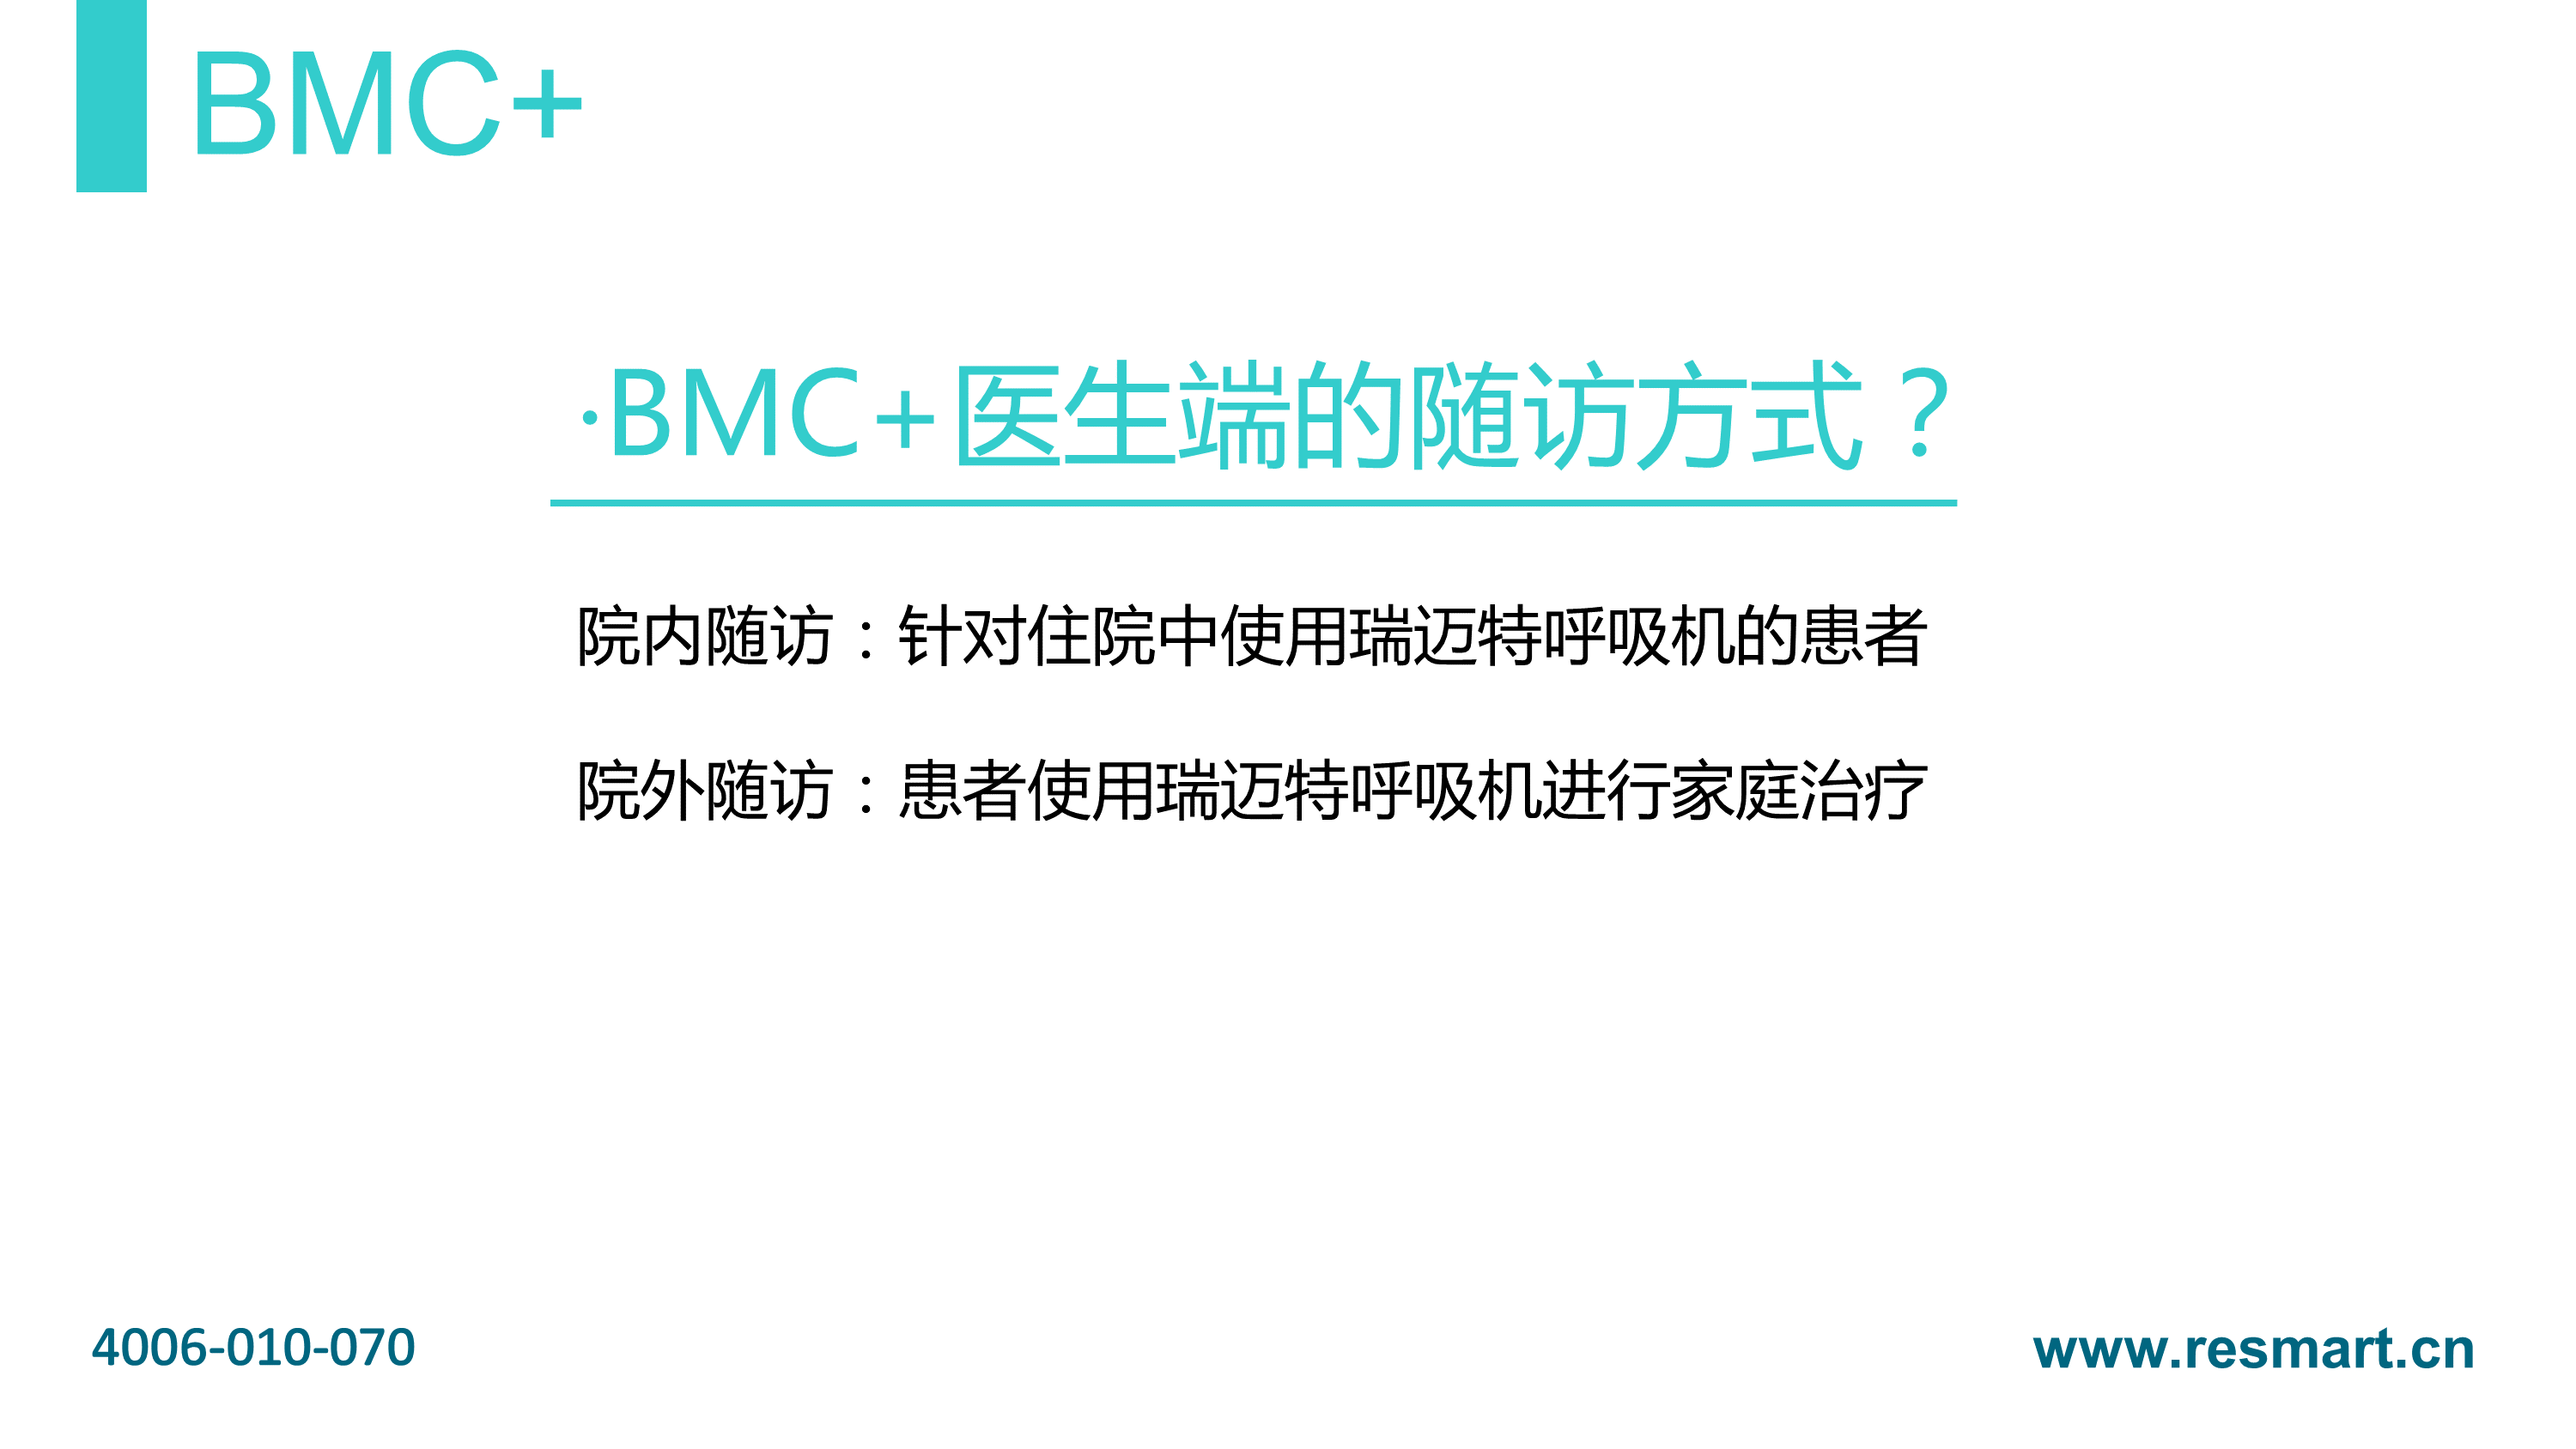 BMC+
·BMC+医生端的随访方式？
院内随访：针对住院中使用瑞迈特呼吸机的患者
院外随访：患者使用瑞迈特呼吸机进行家庭治疗
4006-010-070
www.resmart.cn